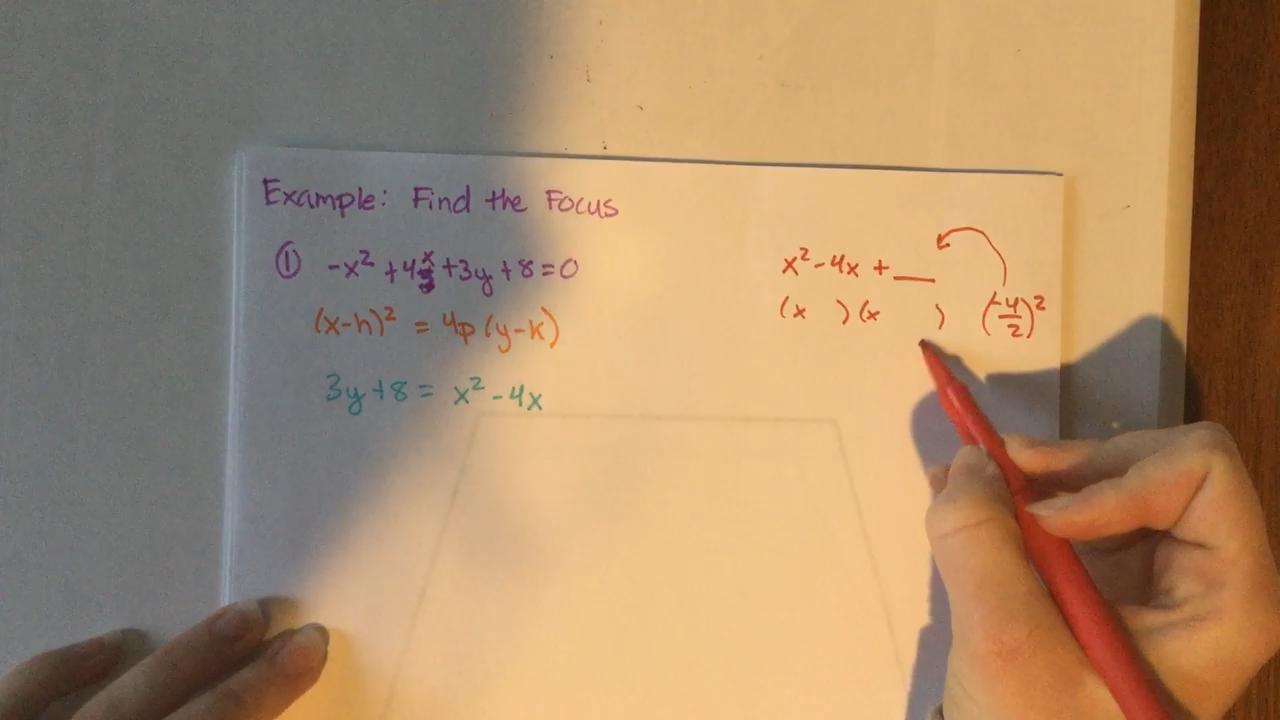 Example: Find the Focus
① -x² + 4x + 3y + 8 = 0
(x-h)² = 4p(y-k)
3y + 8 = x² - 4x
x² - 4x + __
(x )(x ) (-4/2)²